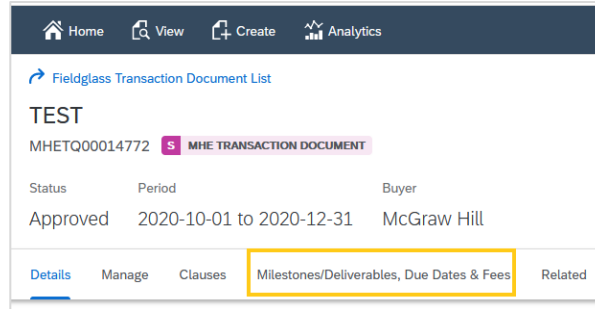 Home View Create Analytics
Fieldglass Transaction Document List
TEST
MHETQ00014772 S MHE TRANSACTION DOCUMENT
Status Period Buyer
Approved 2020-10-01 to 2020-12-31 McGraw Hill
Details Manage Clauses Milestones/Deliverables, Due Dates & Fees Related